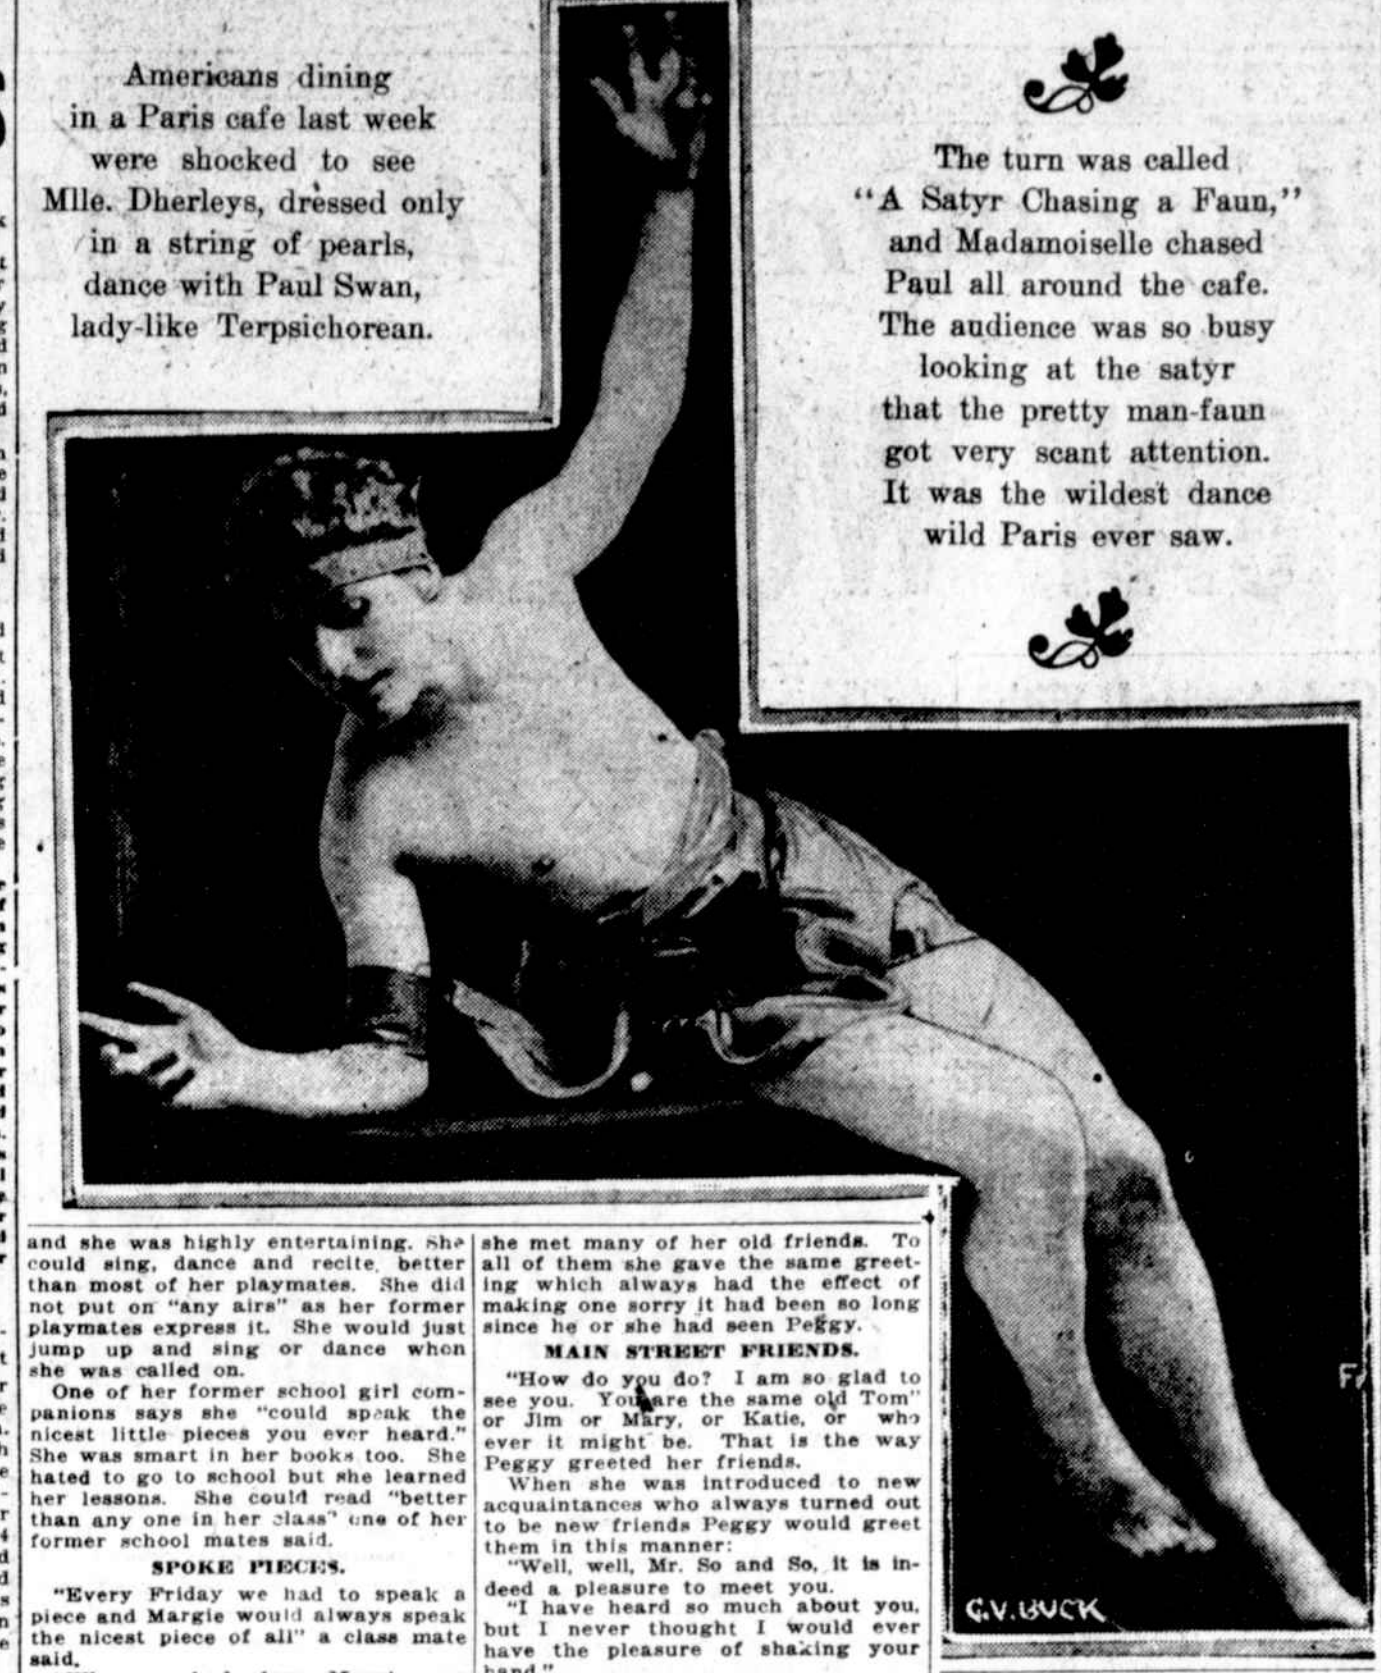 Americans dining
in a Paris cafe last week
were shocked to see
Mlle. Dherleys, dressed only
in a string of pearls,
dance with Paul Swan,
lady-like Terpsichorean.
The turn was called
"A Satyr Chasing a Faun,"
and Madamoiselle chased
Paul all around the cafe.
The audience was so busy
looking at the satyr
that the pretty man-faun
got very scant attention.
It was the wildest dance
wild Paris ever saw.
and she was highly entertaining. She
could sing, dance and recite better
than most of her playmates. She did
not put on "any airs" as her former
playmates express it. She would just
jump up and sing or dance when
she was called on.
One of her former school girl com-
panions says she "could speak the
nicest little pieces you ever heard."
She was smart in her books too. She
hated to go to school but she learned
her lessons. She could read "better
than any one in her class" one of her
former school mates said.
SPOKE PIECES.
"Every Friday we had to speak a
piece and Margie would always speak
the nicest piece of all" a class mate
said.
she met many of her old friends. To
all of them she gave the same greet-
ing which always had the effect of
making one sorry it had been so long
since he or she had seen Peggy.
MAIN STREET FRIENDS.
"How do you do? I am so glad to
see you. You are the same old Tom"
or Jim or Mary, or Katie, or who
ever it might be. That is the way
Peggy greeted her friends.
When she was introduced to new
acquaintances who always turned out
to be new friends Peggy would greet
them in this manner:
"Well, well, Mr. So and So, it is in-
deed a pleasure to meet you.
"I have heard so much about you,
but I never thought I would ever
have the pleasure of shaking your
hand."
G.V. BUCK